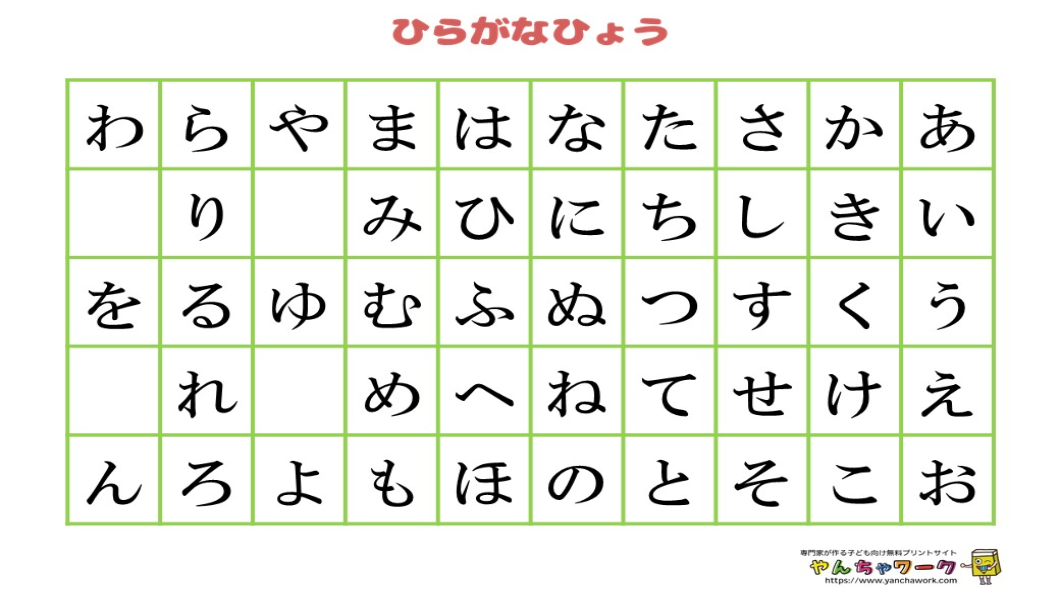 ひらがなひょう
わ ら や ま は な た さ か あ
り み ひ に ち し き い
を る ゆ む ふ ぬ つ す く う
れ め へ ね て せ け え
ん ろ よ も ほ の と そ こ お
専門家が作る子ども向け無料プリントサイト
やんちゃワーク
https://www.yanchawork.com